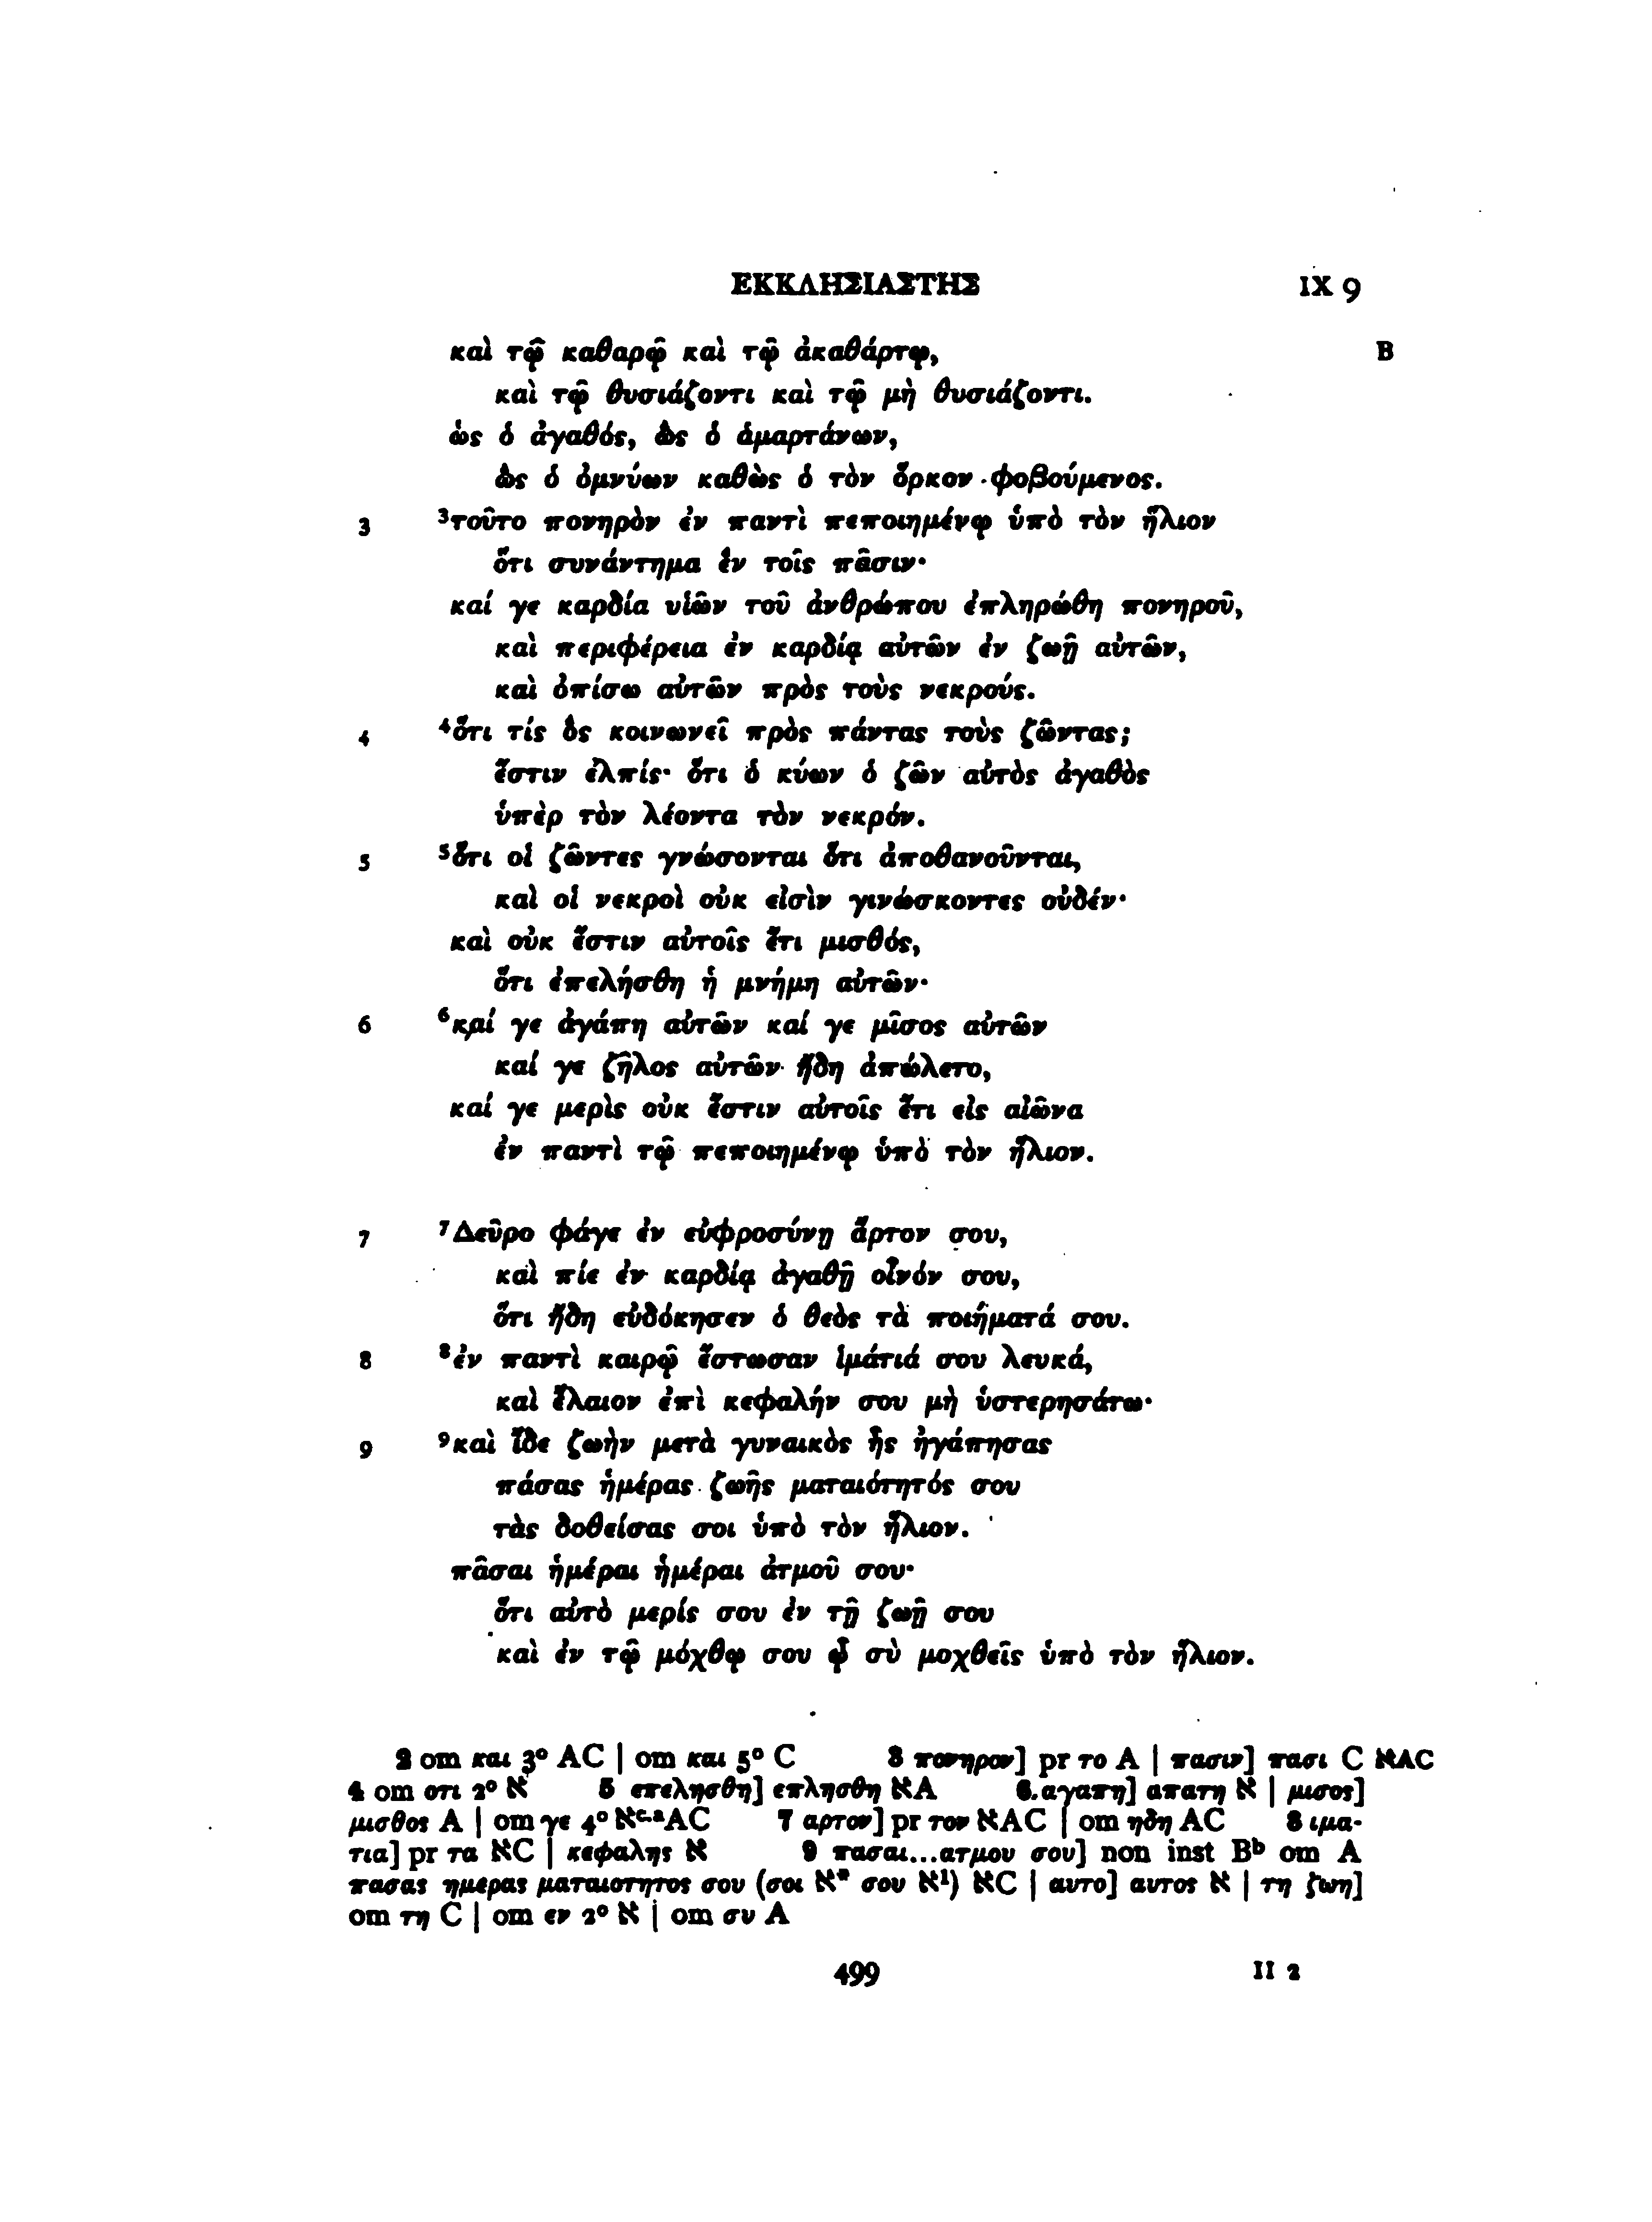 ΕΚΚΛΗΣΙΑΣΤΗΣ IX 9
καὶ τῷ καθαρῷ καὶ τῷ ἀκαθάρτῳ, B
καὶ τῷ θυσιάζοντι καὶ τῷ μὴ θυσιάζοντι.
ὡς ὁ ἀγαθός, ὣς ὁ ἁμαρτάνων,
ὣς ὁ ὀμνύων καθὼς ὁ τὸν ὅρκον φοβούμενος.
3 ³τοῦτο πονηρὸν ἐν παντὶ πεποιημένῳ ὑπὸ τὸν ἥλιον
ὅτι συνάντημα ἓν τοῖς πᾶσιν·
καί γε καρδία υἱῶν τοῦ ἀνθρώπου ἐπληρώθη πονηροῦ,
καὶ περιφέρεια ἐν καρδίᾳ αὐτῶν ἐν ζωῇ αὐτῶν,
καὶ ὀπίσω αὐτῶν πρὸς τοὺς νεκρούς.
4 ⁴ὅτι τίς ὃς κοινωνεῖ πρὸς πάντας τοὺς ζῶντας;
ἔστιν ἐλπίς· ὅτι ὁ κύων ὁ ζῶν αὐτὸς ἀγαθὸς
ὑπὲρ τὸν λέοντα τὸν νεκρόν.
5 ⁵ὅτι οἱ ζῶντες γνώσονται ὅτι ἀποθανοῦνται,
καὶ οἱ νεκροὶ οὐκ εἰσὶν γινώσκοντες οὐδέν·
καὶ οὐκ ἔστιν αὐτοῖς ἔτι μισθός,
ὅτι ἐπελήσθη ἡ μνήμη αὐτῶν·
6 ⁶καί γε ἀγάπη αὐτῶν καί γε μῖσος αὐτῶν
καί γε ζῆλος αὐτῶν ἤδη ἀπώλετο,
καί γε μερὶς οὐκ ἔστιν αὐτοῖς ἔτι εἰς αἰῶνα
ἐν παντὶ τῷ πεποιημένῳ ὑπὸ τὸν ἥλιον.
7 ⁷Δεῦρο φάγε ἐν εὐφροσύνῃ ἄρτον σου,
καὶ πίε ἐν καρδίᾳ ἀγαθῇ οἶνόν σου,
ὅτι ἤδη εὐδόκησεν ὁ θεὸς τὰ ποιήματά σου.
8 ⁸ἐν παντὶ καιρῷ ἔστωσαν ἱμάτιά σου λευκά,
καὶ ἔλαιον ἐπὶ κεφαλήν σου μὴ ὑστερησάτω·
9 ⁹καὶ ἴδε ζωὴν μετὰ γυναικὸς ἧς ἠγάπησας
πάσας ἡμέρας ζωῆς ματαιότητός σου
τὰς δοθείσας σοι ὑπὸ τὸν ἥλιον.
πᾶσαι ἡμέραι ἡμέραι ἀτμοῦ σου·
ὅτι αὐτὸ μερίς σου ἐν τῇ ζωῇ σου
καὶ ἐν τῷ μόχθῳ σου ᾧ σὺ μοχθεῖς ὑπὸ τὸν ἥλιον.
2 om και 3° AC | om και 5° C 3 πονηρον] pr το A | πασιν] πασι C אAC
4 om οτι 2° א 5 επελησθη] επλησθη אA 6 αγαπη] απατη א | μισος]
μισθος A | om γε 4° אᶜ·ᵃAC 7 αρτον] pr τον אAC | om ηδη AC 8 ιμα-
τια] pr τα אC | κεφαλης א 9 πασαι...ατμου σου] non inst Bᵇ om A
πασας ημερας ματαιοτητος σου (σοι א* σου א¹) אC | αυτο] αυτος א | τη ζωη]
om τη C | om εν 2° א | om συ A
499 II 2